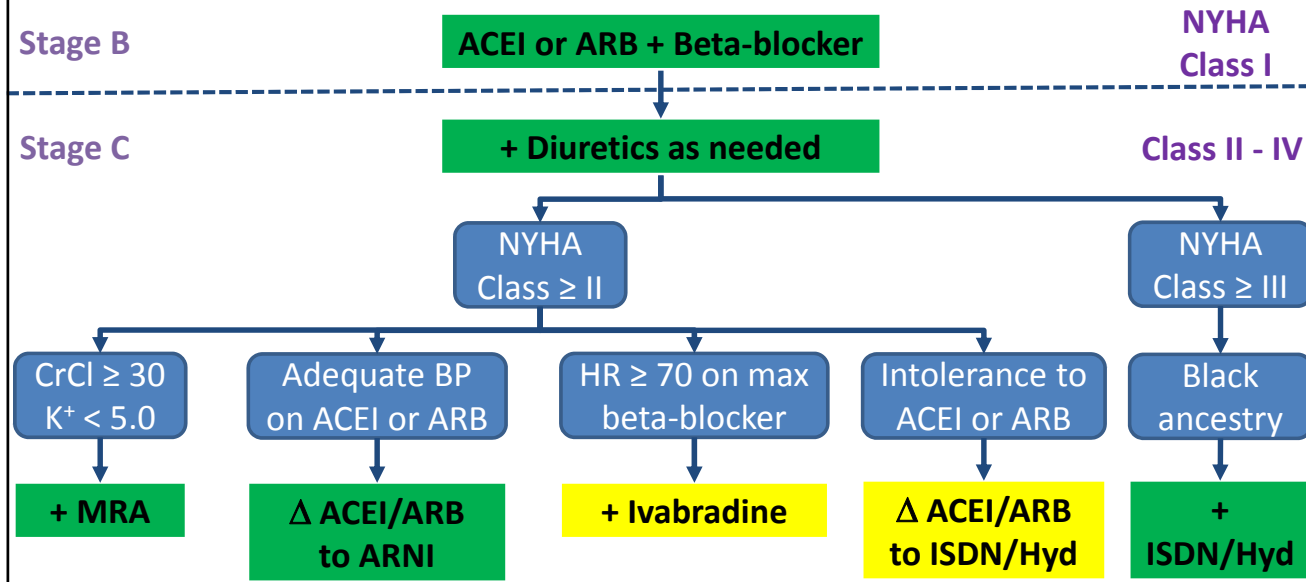 Stage B
ACEI or ARB + Beta-blocker
NYHA
Class I
Stage C
+ Diuretics as needed
Class II - IV
NYHA
Class ≥ II
NYHA
Class ≥ III
CrCl ≥ 30
K⁺ < 5.0
Adequate BP
on ACEI or ARB
HR ≥ 70 on max
beta-blocker
Intolerance to
ACEI or ARB
Black
ancestry
+ MRA
Δ ACEI/ARB
to ARNI
+ Ivabradine
Δ ACEI/ARB
to ISDN/Hyd
+
ISDN/Hyd